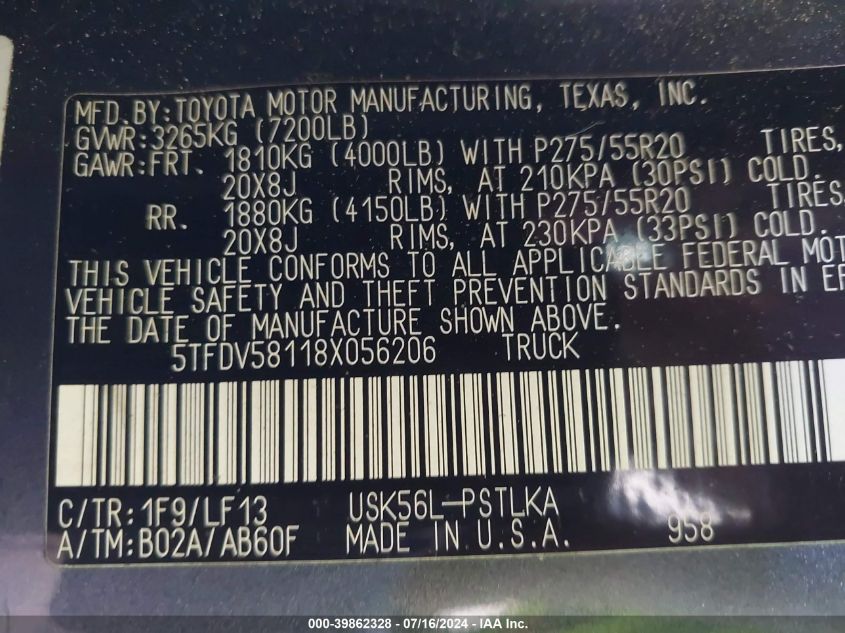 MFD. BY: TOYOTA MOTOR MANUFACTURING, TEXAS, INC.
GVWR: 3265KG (7200LB)
GAWR: FRT. 1810KG (4000LB) WITH P275/55R20 TIRES,
20X8J RIMS, AT 210KPA (30PSI) COLD.
RR. 1880KG (4150LB) WITH P275/55R20 TIRES,
20X8J RIMS, AT 230KPA (33PSI) COLD.
THIS VEHICLE CONFORMS TO ALL APPLICABLE FEDERAL MOT
VEHICLE SAFETY AND THEFT PREVENTION STANDARDS IN EF
THE DATE OF MANUFACTURE SHOWN ABOVE.
5TFDV58118X056206 TRUCK
C/TR: 1F9/LF13 USK56L-PSTLKA
A/TM: B02A/AB60F MADE IN U.S.A. 958
000-39862328 - 07/16/2024 - IAA Inc.